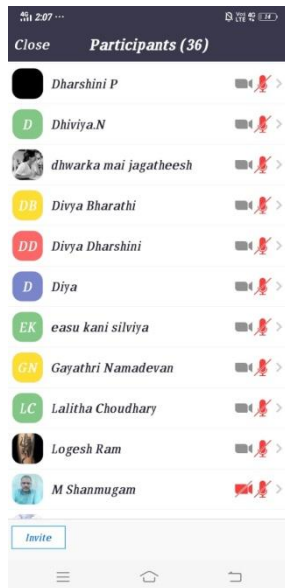 4G 2:07 ...
Close Participants (36)
Dharshini P
D Dhiviya.N
dhwarka mai jagatheesh
DB Divya Bharathi
DD Divya Dharshini
D Diya
EK easu kani silviya
GN Gayathri Namadevan
LC Lalitha Choudhary
Logesh Ram
M Shanmugam
Invite